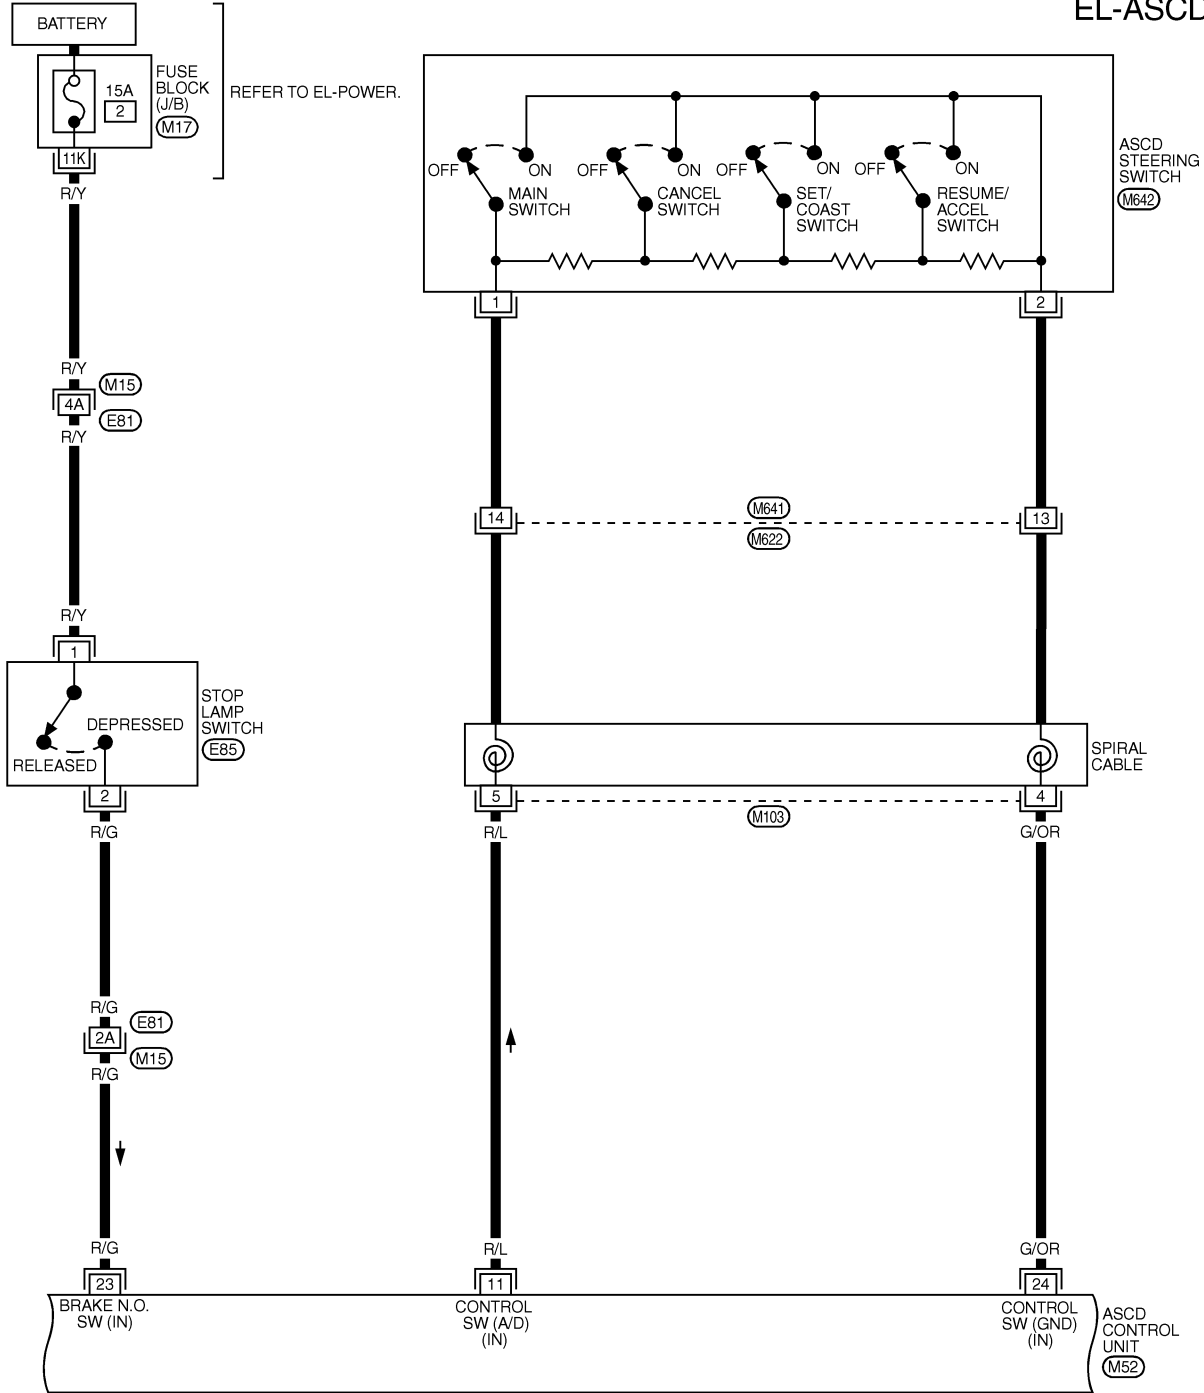 EL-ASCD
BATTERY
15A
2
FUSE
BLOCK
(J/B)
M17
REFER TO EL-POWER.
11K
R/Y
OFF
ON
MAIN
SWITCH
OFF
ON
CANCEL
SWITCH
OFF
ON
SET/
COAST
SWITCH
OFF
ON
RESUME/
ACCEL
SWITCH
ASCD
STEERING
SWITCH
M642
1
2
R/Y
M15
4A
E81
R/Y
14
M641
M622
13
R/Y
1
DEPRESSED
RELEASED
STOP
LAMP
SWITCH
E85
2
R/G
SPIRAL
CABLE
5
M103
4
R/L
G/OR
R/G
E81
2A
M15
R/G
R/G
R/L
G/OR
23
11
24
BRAKE N.O.
SW (IN)
CONTROL
SW (A/D)
(IN)
CONTROL
SW (GND)
(IN)
ASCD
CONTROL
UNIT
M52